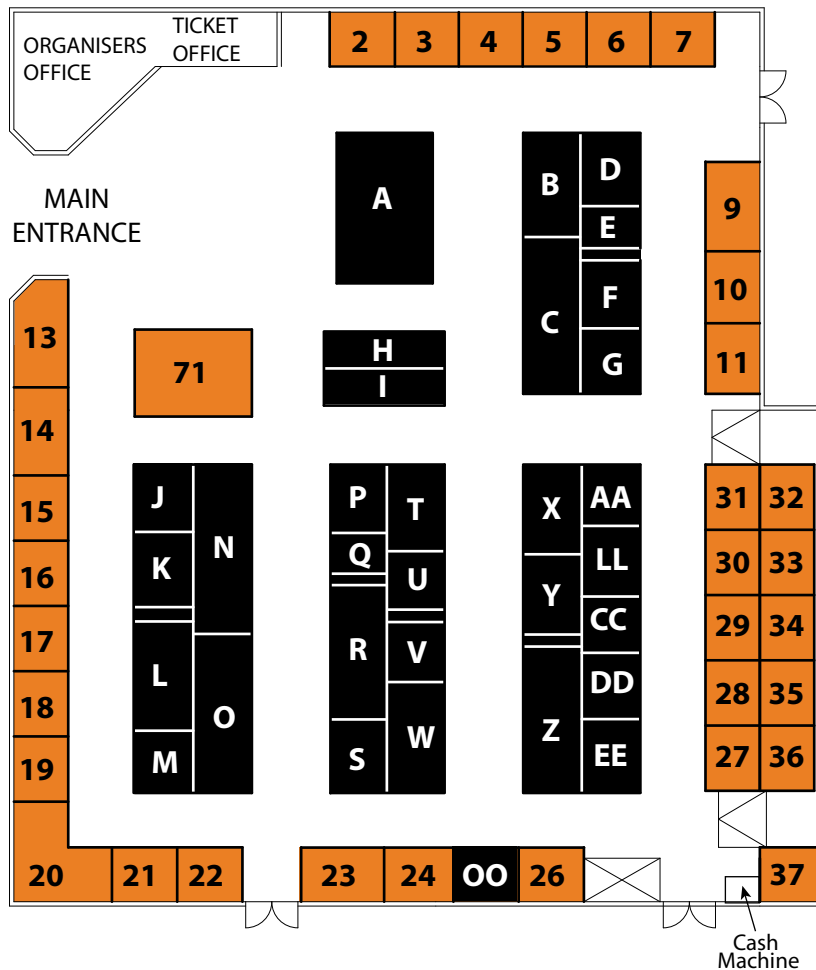 ORGANISERS
OFFICE
TICKET
OFFICE
2 3 4 5 6 7
MAIN
ENTRANCE
A
B
D
E
C
F
G
9
10
11
H
I
71
13
14
15
16
17
18
19
20
21
22
J
K
L
M
N
O
P
Q
R
S
T
U
V
W
X
Y
Z
AA
LL
CC
DD
EE
31 32
30 33
29 34
28 35
27 36
23
24
OO
26
37
Cash
Machine